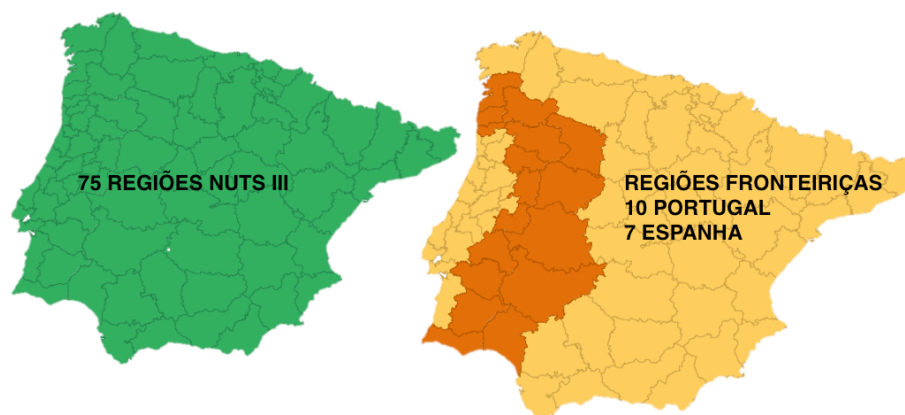 75 REGIÕES NUTS III
REGIÕES FRONTEIRIÇAS
10 PORTUGAL
7 ESPANHA